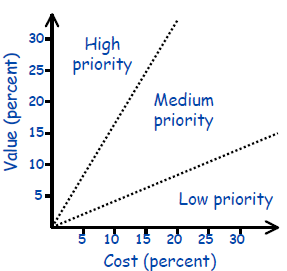 Value (percent)
30
25
20
15
10
5
High
priority
Medium
priority
Low priority
5 10 15 20 25 30
Cost (percent)